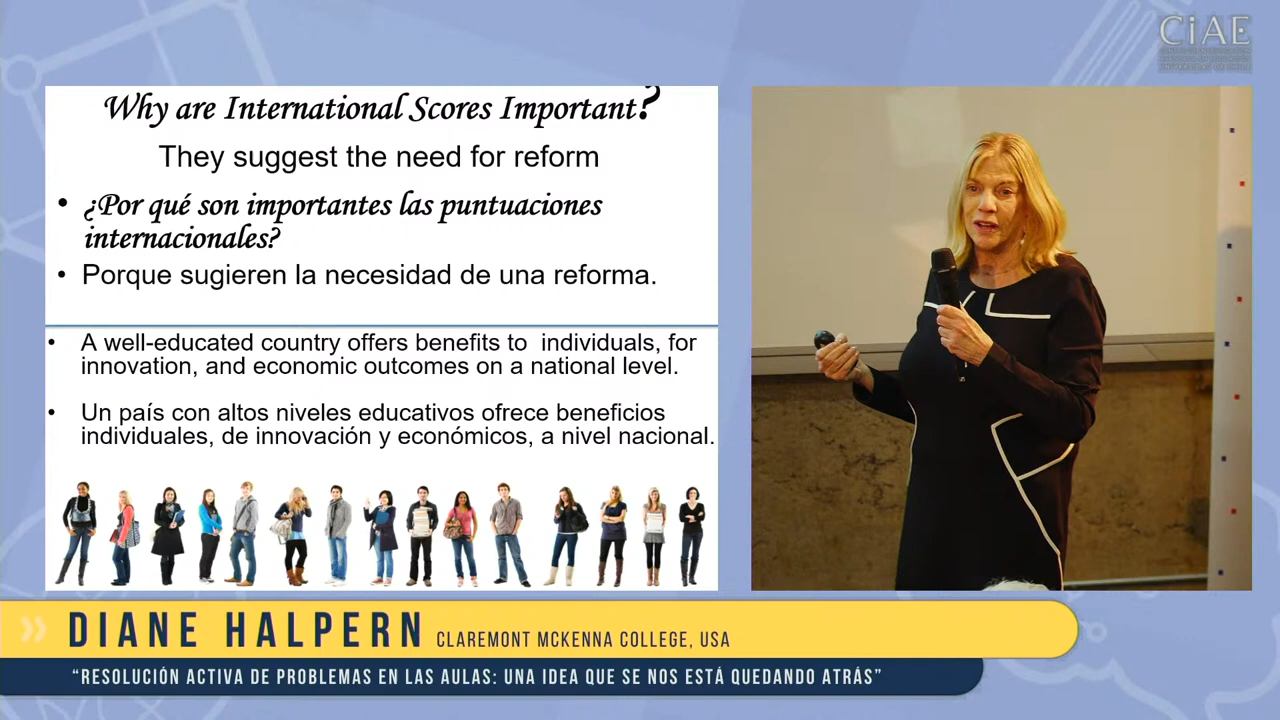 CiAE
Why are International Scores Important?
They suggest the need for reform
• ¿Por qué son importantes las puntuaciones
internacionales?
• Porque sugieren la necesidad de una reforma.
• A well-educated country offers benefits to individuals, for
innovation, and economic outcomes on a national level.
• Un país con altos niveles educativos ofrece beneficios
individuales, de innovación y económicos, a nivel nacional.
DIANE HALPERN CLAREMONT MCKENNA COLLEGE, USA
“RESOLUCIÓN ACTIVA DE PROBLEMAS EN LAS AULAS: UNA IDEA QUE SE NOS ESTÁ QUEDANDO ATRÁS”